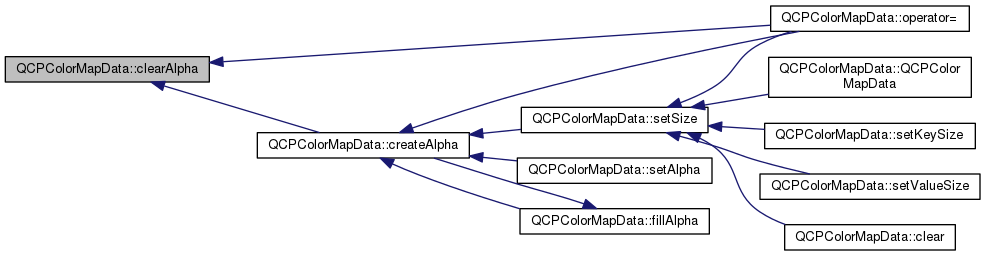 QCPColorMapData::operator=
QCPColorMapData::clearAlpha
QCPColorMapData::QCPColor
MapData
QCPColorMapData::setSize
QCPColorMapData::setKeySize
QCPColorMapData::createAlpha
QCPColorMapData::setAlpha
QCPColorMapData::setValueSize
QCPColorMapData::fillAlpha
QCPColorMapData::clear